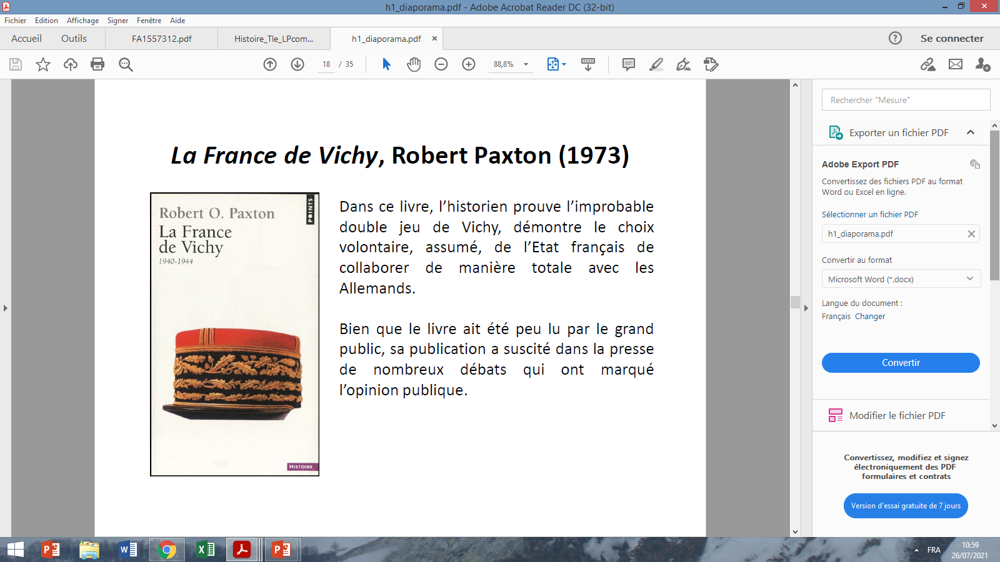 h1_diaporama.pdf - Adobe Acrobat Reader DC (32-bit)
Fichier Edition Affichage Signer Fenêtre Aide
Accueil Outils FA1557312.pdf Histoire_Tle_LPcom... h1_diaporama.pdf × ? Se connecter
18 / 35 88,8%
La France de Vichy, Robert Paxton (1973)
POINTS
Robert O. Paxton
La France
de Vichy
1940-1944
HISTOIRE
Dans ce livre, l’historien prouve l’improbable
double jeu de Vichy, démontre le choix
volontaire, assumé, de l’Etat français de
collaborer de manière totale avec les
Allemands.
Bien que le livre ait été peu lu par le grand
public, sa publication a suscité dans la presse
de nombreux débats qui ont marqué
l’opinion publique.
Rechercher "Mesure"
Exporter un fichier PDF
Adobe Export PDF
Convertissez des fichiers PDF au format
Word ou Excel en ligne.
Sélectionner un fichier PDF
h1_diaporama.pdf
Convertir au format
Microsoft Word (*.docx)
Langue du document :
Français Changer
Convertir
Modifier le fichier PDF
Convertissez, modifiez et signez
électroniquement des PDF
formulaires et contrats
Version d'essai gratuite de 7 jours
FRA
10:59
26/07/2021